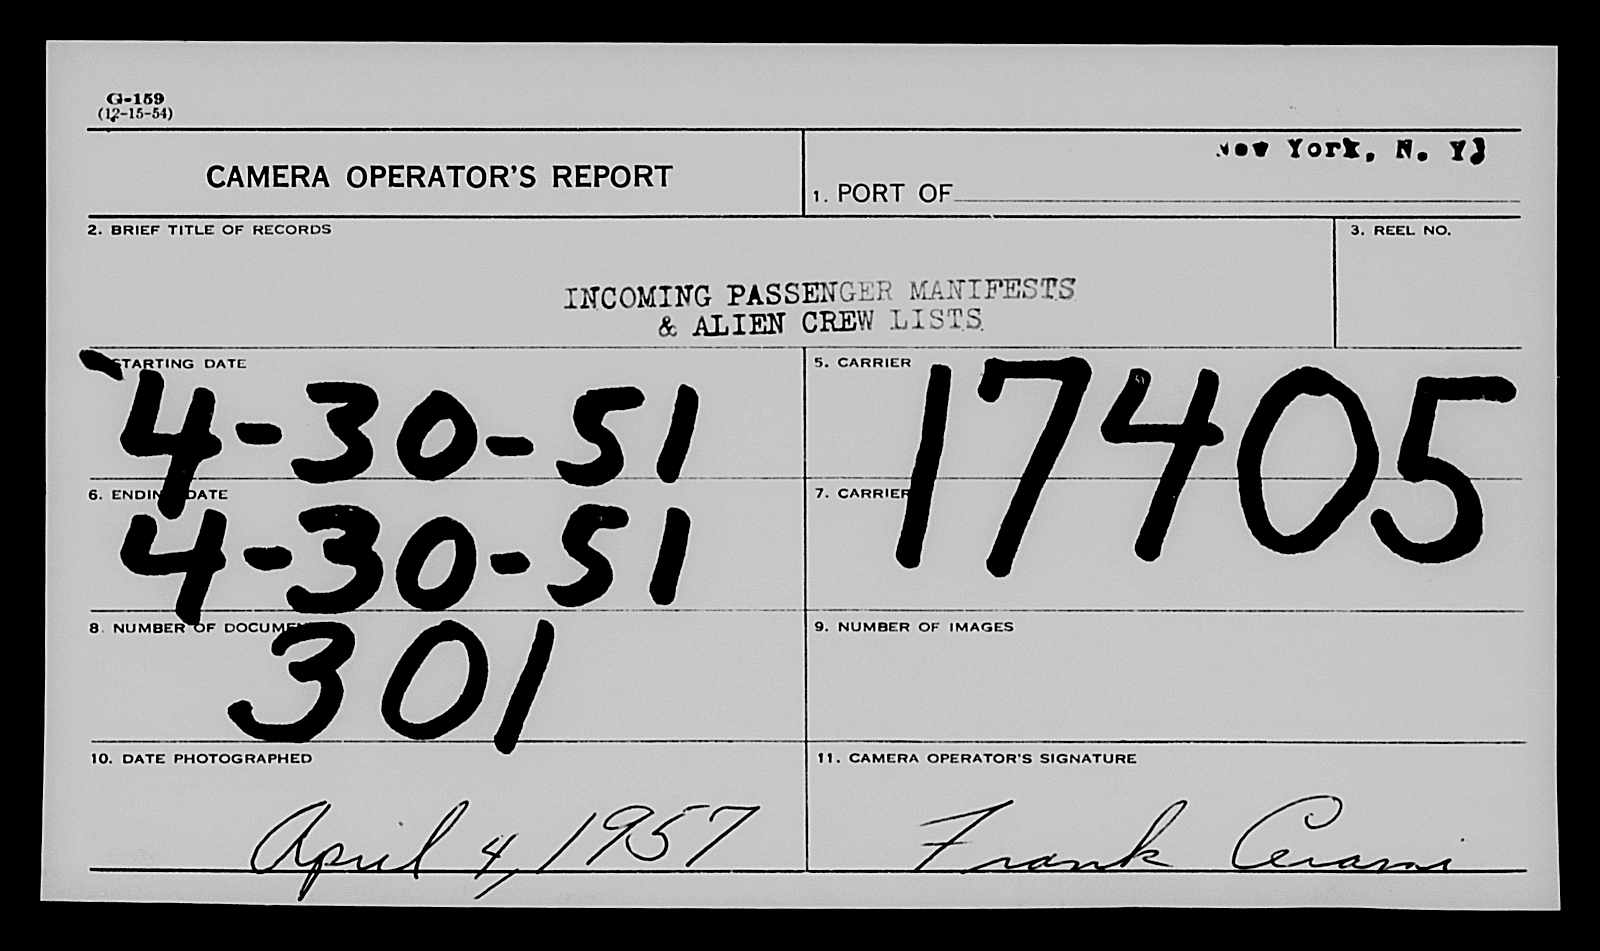 G-159
(12-15-54)
CAMERA OPERATOR'S REPORT
1. PORT OF New York, N. Y.
2. BRIEF TITLE OF RECORDS
3. REEL NO.
INCOMING PASSENGER MANIFESTS
& ALIEN CREW LISTS
STARTING DATE
4-30-51
5. CARRIER
17405
6. ENDING DATE
4-30-51
7. CARRIER
8. NUMBER OF DOCUMENTS
301
9. NUMBER OF IMAGES
10. DATE PHOTOGRAPHED
April 4, 1957
11. CAMERA OPERATOR'S SIGNATURE
Frank Cerami